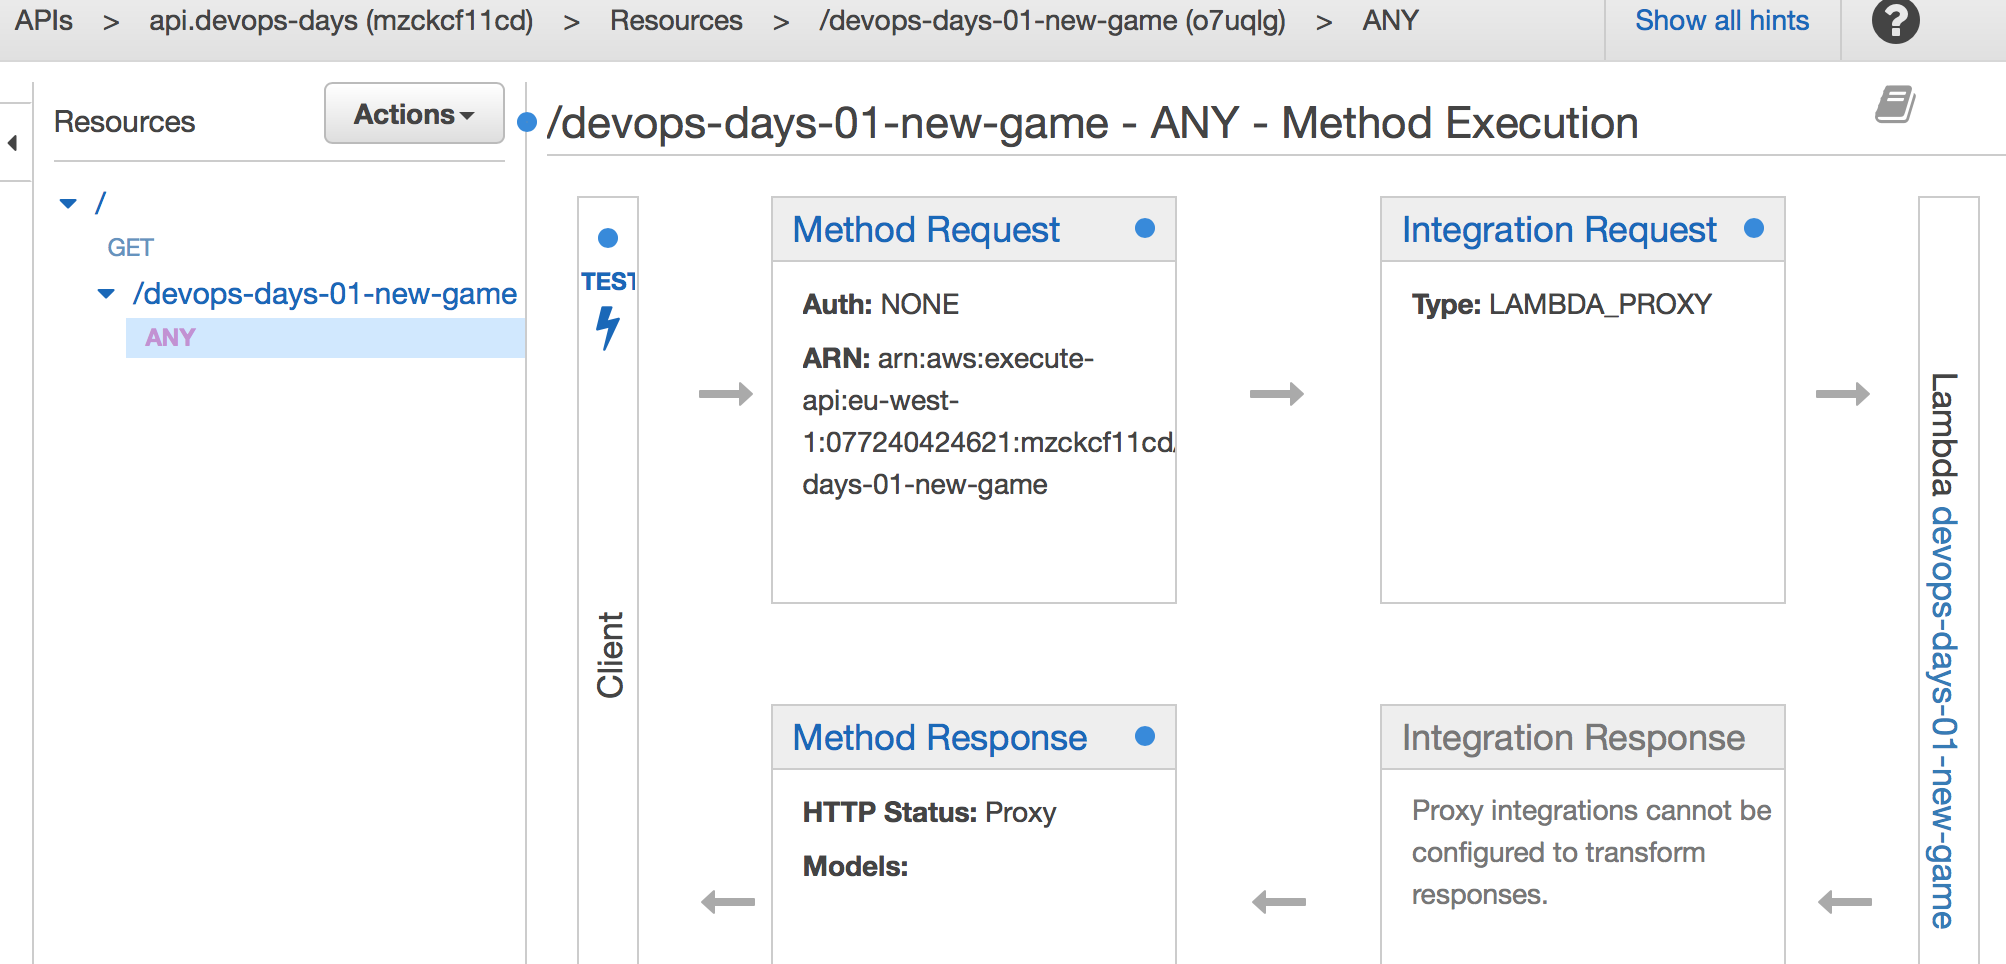 APIs > api.devops-days (mzckcf11cd) > Resources > /devops-days-01-new-game (o7uqlg) > ANY
Show all hints
?
Resources
Actions
/
GET
/devops-days-01-new-game
ANY
/devops-days-01-new-game - ANY - Method Execution
TEST
Client
Method Request
Auth: NONE
ARN: arn:aws:execute-
api:eu-west-
1:077240424621:mzckcf11cd/
days-01-new-game
Integration Request
Type: LAMBDA_PROXY
Lambda devops-days-01-new-game
Method Response
HTTP Status: Proxy
Models:
Integration Response
Proxy integrations cannot be
configured to transform
responses.